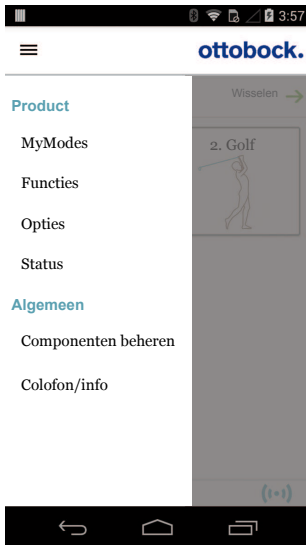 3:57
ottobock.
Product
Wisselen
MyModes
2. Golf
Functies
Opties
Status
Algemeen
Componenten beheren
Colofon/info